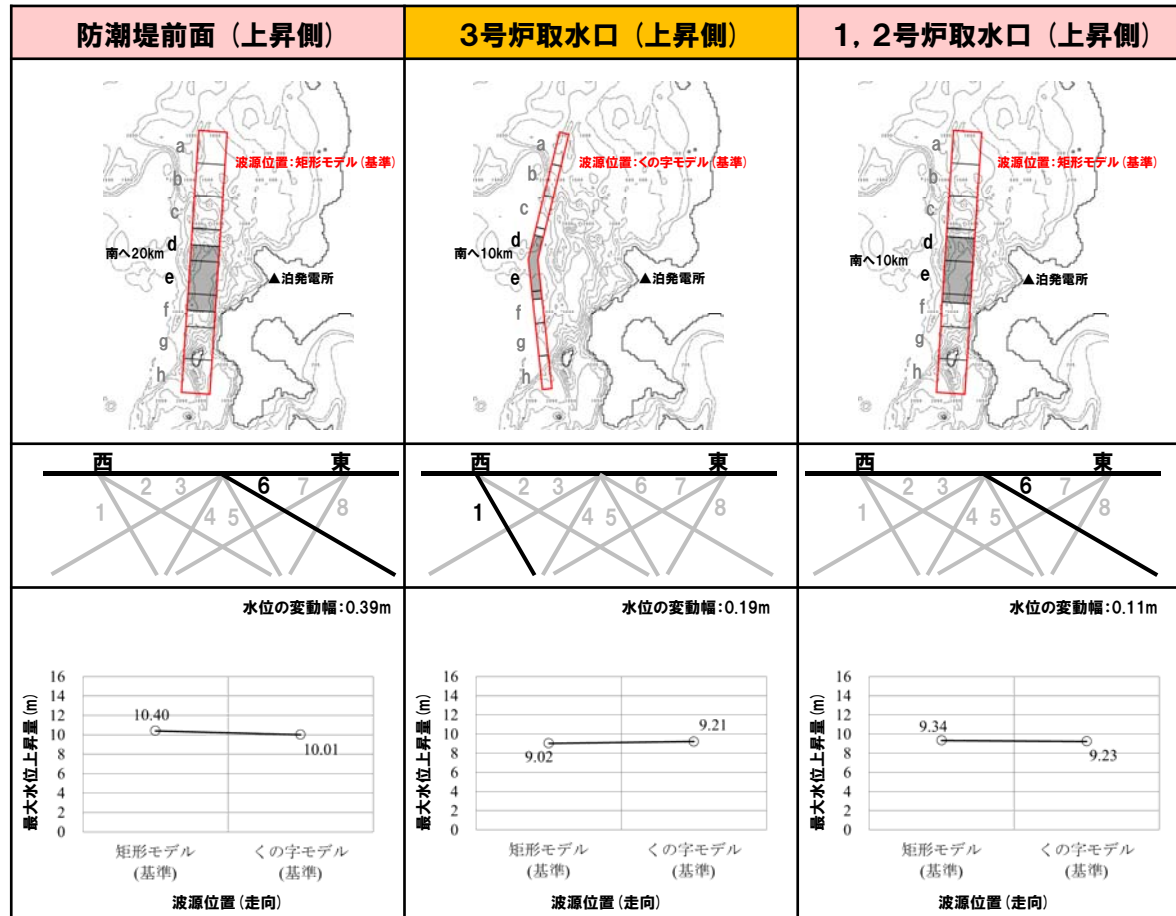 防潮堤前面（上昇側）
3号炉取水口（上昇側）
1，2号炉取水口（上昇側）
a
波源位置：矩形モデル（基準）
b
c
d
南へ20km
e
▲泊発電所
f
g
h
a
波源位置：くの字モデル（基準）
b
c
d
南へ10km
e
▲泊発電所
f
g
h
a
波源位置：矩形モデル（基準）
b
c
d
南へ10km
e
▲泊発電所
f
g
h
西 東
1 2 3 4 5 6 7 8
西 東
1 2 3 4 5 6 7 8
西 東
1 2 3 4 5 6 7 8
水位の変動幅：0.39m
最大水位上昇量（m）
16
14
12
10
8
6
4
2
0
10.40
10.01
矩形モデル くの字モデル
（基準） （基準）
波源位置（走向）
水位の変動幅：0.19m
最大水位上昇量（m）
16
14
12
10
8
6
4
2
0
9.02
9.21
矩形モデル くの字モデル
（基準） （基準）
波源位置（走向）
水位の変動幅：0.11m
最大水位上昇量（m）
16
14
12
10
8
6
4
2
0
9.34
9.23
矩形モデル くの字モデル
（基準） （基準）
波源位置（走向）